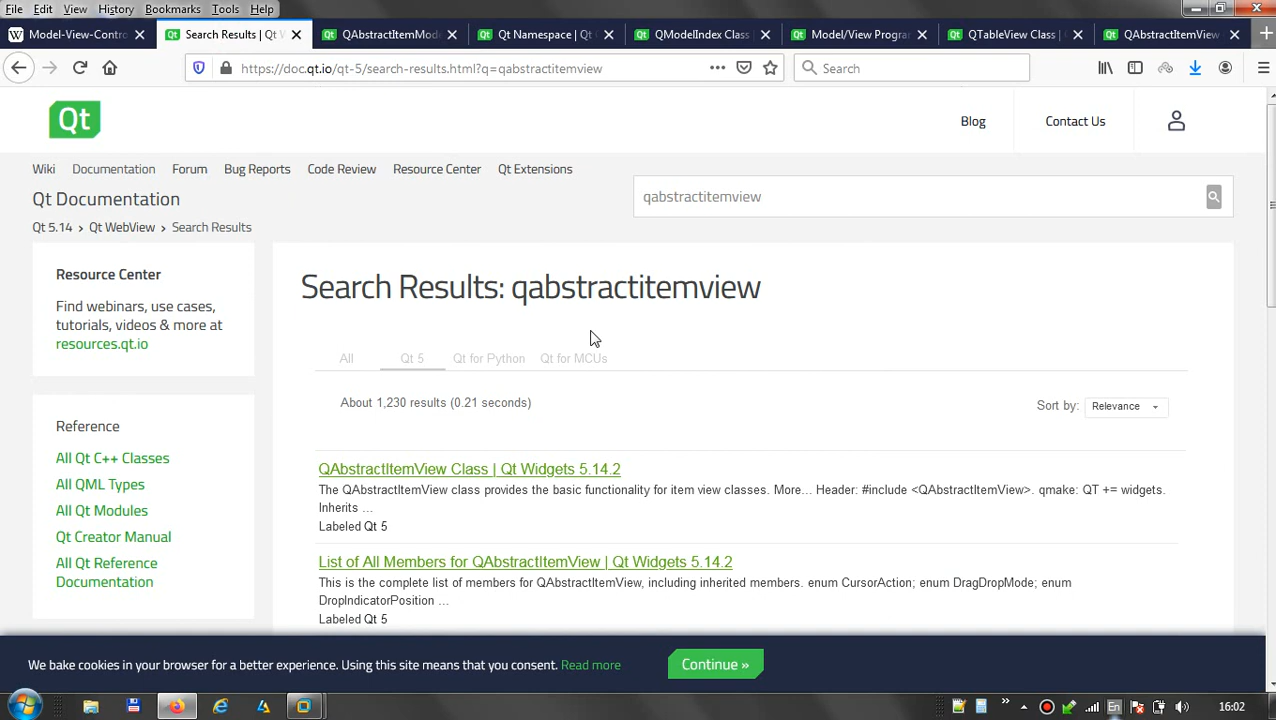 File Edit View History Bookmarks Tools Help
W Model-View-Contro
Qt Search Results | Qt W
Qt QAbstractItemMode
Qt Qt Namespace | Qt C
Qt QModelIndex Class
Qt Model/View Progra
Qt QTableView Class |
Qt QAbstractItemView
https://doc.qt.io/qt-5/search-results.html?q=qabstractitemview
Search
Qt
Blog Contact Us
Wiki Documentation Forum Bug Reports Code Review Resource Center Qt Extensions
Qt Documentation
qabstractitemview
Qt 5.14 › Qt WebView › Search Results
Resource Center
Find webinars, use cases,
tutorials, videos & more at
resources.qt.io
Reference
All Qt C++ Classes
All QML Types
All Qt Modules
Qt Creator Manual
All Qt Reference
Documentation
Search Results: qabstractitemview
All Qt 5 Qt for Python Qt for MCUs
About 1,230 results (0.21 seconds)
Sort by: Relevance
QAbstractItemView Class | Qt Widgets 5.14.2
The QAbstractItemView class provides the basic functionality for item view classes. More... Header: #include <QAbstractItemView>. qmake: QT += widgets.
Inherits ...
Labeled Qt 5
List of All Members for QAbstractItemView | Qt Widgets 5.14.2
This is the complete list of members for QAbstractItemView, including inherited members. enum CursorAction; enum DragDropMode; enum
DropIndicatorPosition ...
Labeled Qt 5
We bake cookies in your browser for a better experience. Using this site means that you consent. Read more
Continue »
En
16:02